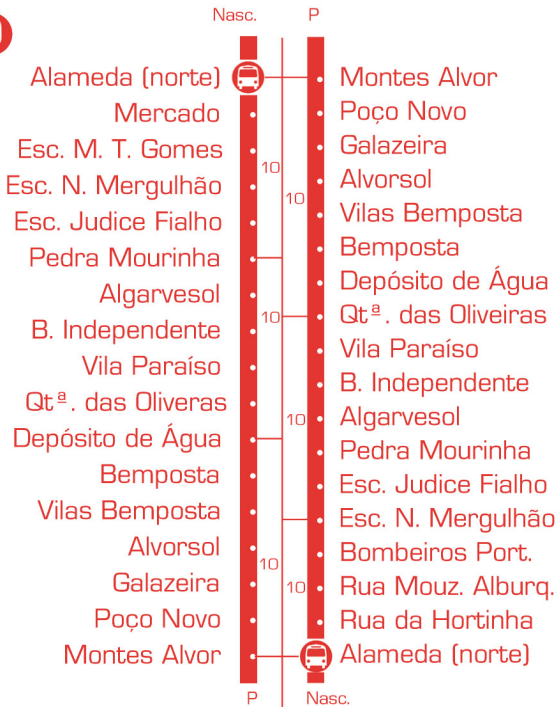 Nasc.
P
Alameda (norte)
Mercado
Esc. M. T. Gomes
Esc. N. Mergulhão
Esc. Judice Fialho
Pedra Mourinha
Algarvesol
B. Independente
Vila Paraíso
Qtª. das Oliveras
Depósito de Água
Bemposta
Vilas Bemposta
Alvorsol
Galazeira
Poço Novo
Montes Alvor
10
10
10
P
10
10
10
Montes Alvor
Poço Novo
Galazeira
Alvorsol
Vilas Bemposta
Bemposta
Depósito de Água
Qtª. das Oliveiras
Vila Paraíso
B. Independente
Algarvesol
Pedra Mourinha
Esc. Judice Fialho
Esc. N. Mergulhão
Bombeiros Port.
Rua Mouz. Alburq.
Rua da Hortinha
Alameda (norte)
Nasc.